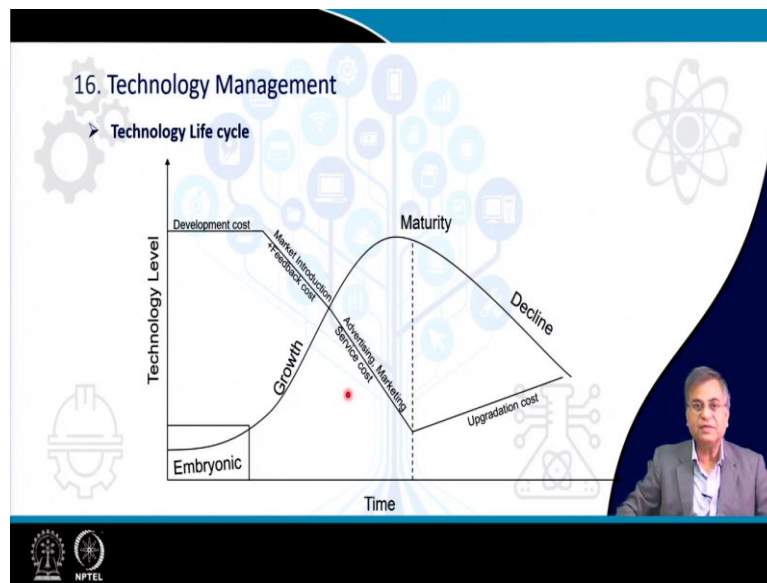 16. Technology Management
➤ Technology Life cycle
Technology Level
Development cost
Market Introduction
+Feedback cost
Maturity
Growth
Advertising, Marketing
Service cost
Decline
Upgradation cost
Embryonic
Time
NPTEL